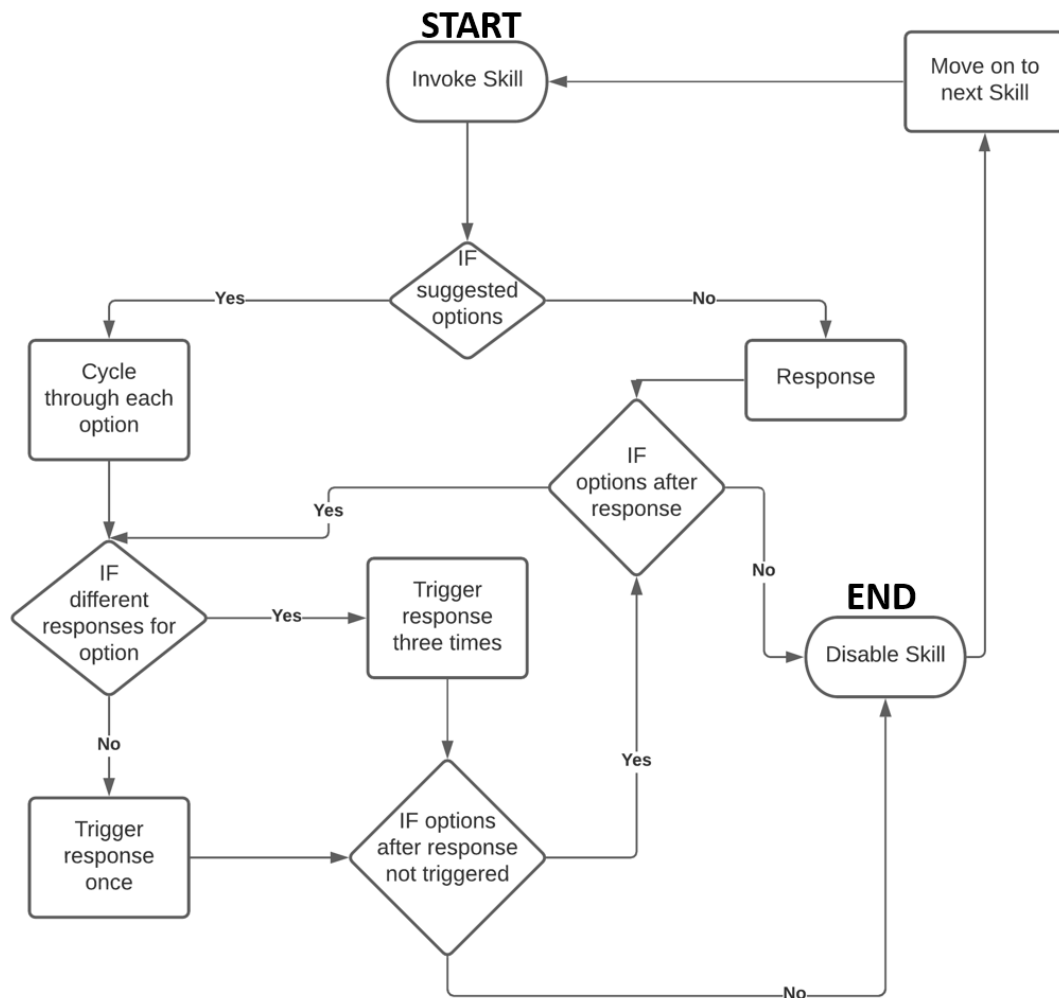 START
Invoke Skill
Move on to
next Skill
IF
suggested
options
Yes
No
Cycle
through each
option
Response
IF
options after
response
Yes
No
IF
different
responses for
option
Yes
Trigger
response
three times
END
Disable Skill
No
Yes
Trigger
response
once
IF options
after response
not triggered
No